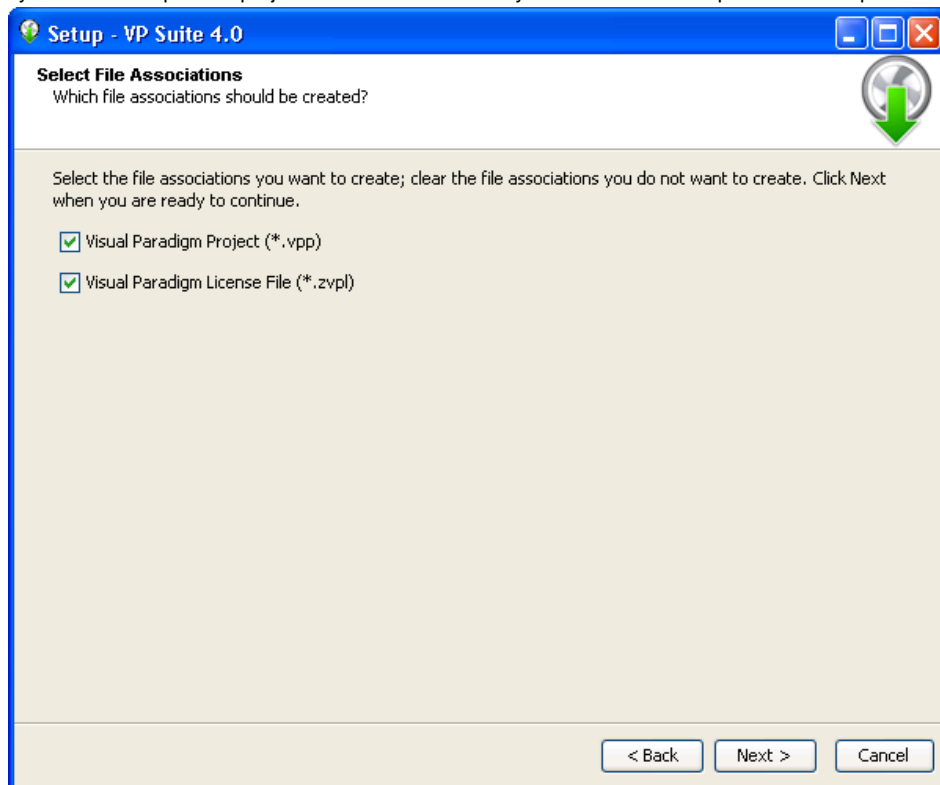 Setup - VP Suite 4.0
Select File Associations
Which file associations should be created?
Select the file associations you want to create; clear the file associations you do not want to create. Click Next
when you are ready to continue.
Visual Paradigm Project (*.vpp)
Visual Paradigm License File (*.zvpl)
< Back Next > Cancel